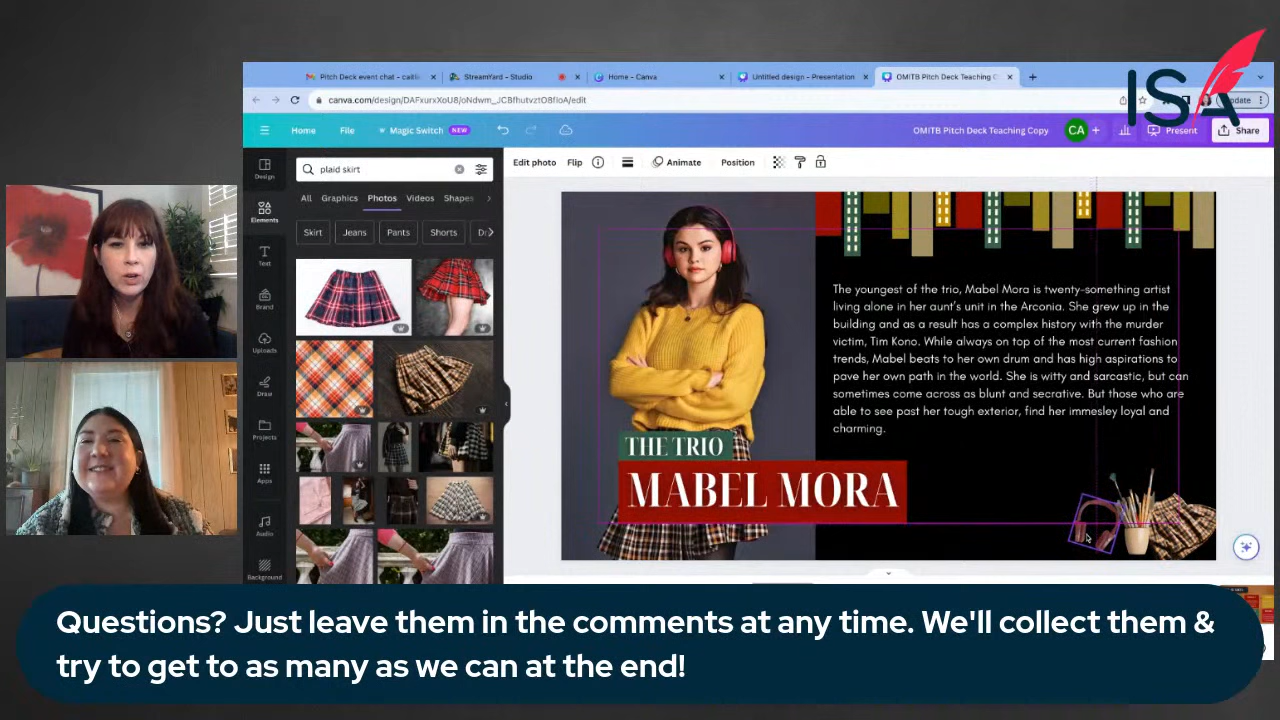 ISA
Pitch Deck event chat - caitli
StreamYard - Studio
Home - Canva
Untitled design - Presentation
OMITB Pitch Deck Teaching C
canva.com/design/DAFxurxXoU8/oNdwm_JCBfhutvztO8fIoA/edit
Home
File
Magic Switch
NEW
OMITB Pitch Deck Teaching Copy
CA
Present
Share
Design
Elements
Text
Brand
Uploads
Draw
Projects
Apps
Audio
Background
plaid skirt
All
Graphics
Photos
Videos
Shapes
Skirt
Jeans
Pants
Shorts
Edit photo
Flip
Animate
Position
The youngest of the trio, Mabel Mora is twenty-something artist
living alone in her aunt's unit in the Arconia. She grew up in the
building and as a result has a complex history with the murder
victim, Tim Kono. While always on top of the most current fashion
trends, Mabel beats to her own drum and has high aspirations to
pave her own path in the world. She is witty and sarcastic, but can
sometimes come across as blunt and secrative. But those who are
able to see past her tough exterior, find her immesley loyal and
charming.
THE TRIO
MABEL MORA
Questions? Just leave them in the comments at any time. We'll collect them &
try to get to as many as we can at the end!